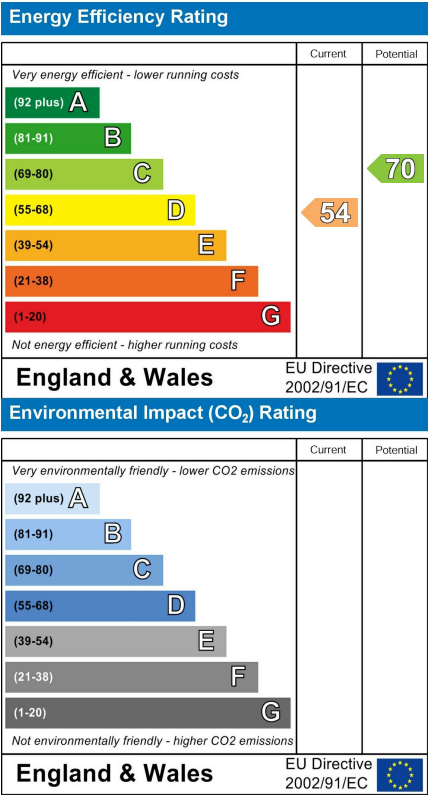 Energy Efficiency Rating
Current Potential
Very energy efficient - lower running costs
(92 plus) A
(81-91) B
(69-80) C
70
(55-68) D
54
(39-54) E
(21-38) F
(1-20) G
Not energy efficient - higher running costs
England & Wales
EU Directive
2002/91/EC
Environmental Impact (CO₂) Rating
Current Potential
Very environmentally friendly - lower CO2 emissions
(92 plus) A
(81-91) B
(69-80) C
(55-68) D
(39-54) E
(21-38) F
(1-20) G
Not environmentally friendly - higher CO2 emissions
England & Wales
EU Directive
2002/91/EC